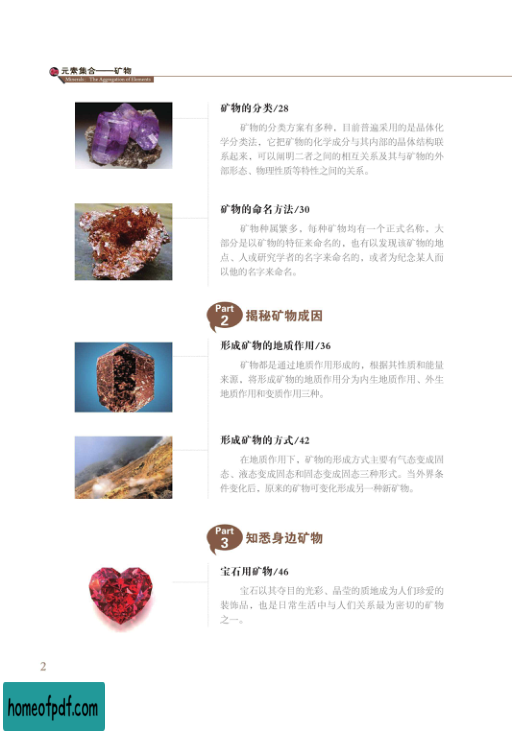 元素集合——矿物
Minerals The Aggregation of Elements
矿物的分类/28
矿物的分类方案有多种，目前普遍采用的是晶体化
学分类法，它把矿物的化学成分与其内部的晶体结构联
系起来，可以阐明二者之间的相互关系及其与矿物的外
部形态、物理性质等特性之间的关系。
矿物的命名方法/30
矿物种属繁多，每种矿物均有一个正式名称，大
部分是以矿物的特征来命名的，也有以发现该矿物的地
点、人或研究学者的名字来命名的，或者为纪念某人而
以他的名字来命名。
Part
2 揭秘矿物成因
形成矿物的地质作用/36
矿物都是通过地质作用形成的，根据其性质和能量
来源，将形成矿物的地质作用分为内生地质作用、外生
地质作用和变质作用三种。
形成矿物的方式/42
在地质作用下，矿物的形成方式主要有气态变成固
态、液态变成固态和固态变成固态三种形式。当外界条
件变化后，原来的矿物可变化形成另一种新矿物。
Part
3 知悉身边矿物
宝石用矿物/46
宝石以其夺目的光彩、晶莹的质地成为人们珍爱的
装饰品，也是日常生活中与人们关系最为密切的矿物
之一。
2
homeofpdf.com